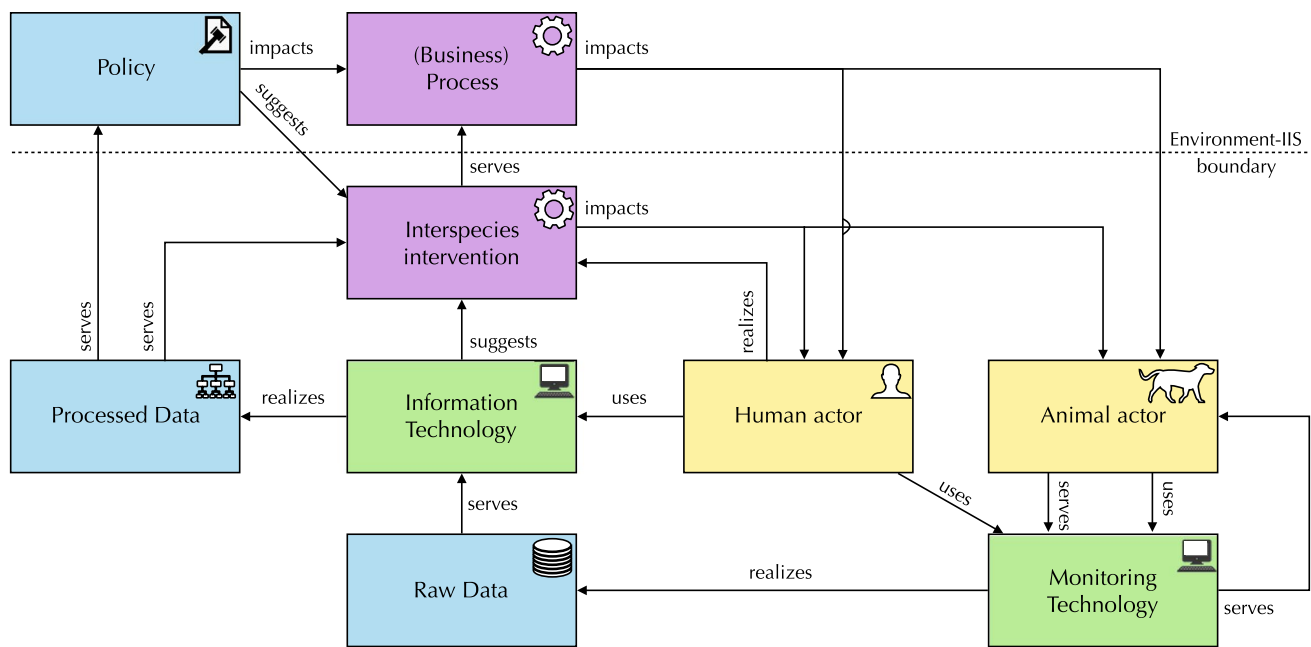 impacts
(Business)
impacts
Policy
Process
suggests
Environment-IIS
serves
boundary
impacts
Interspecies
intervention
serves
serves
realizes
suggests
Processed Data
realizes
Information
Technology
uses
Human actor
Animal actor
serves
uses
serves
uses
Raw Data
realizes
Monitoring
Technology
serves